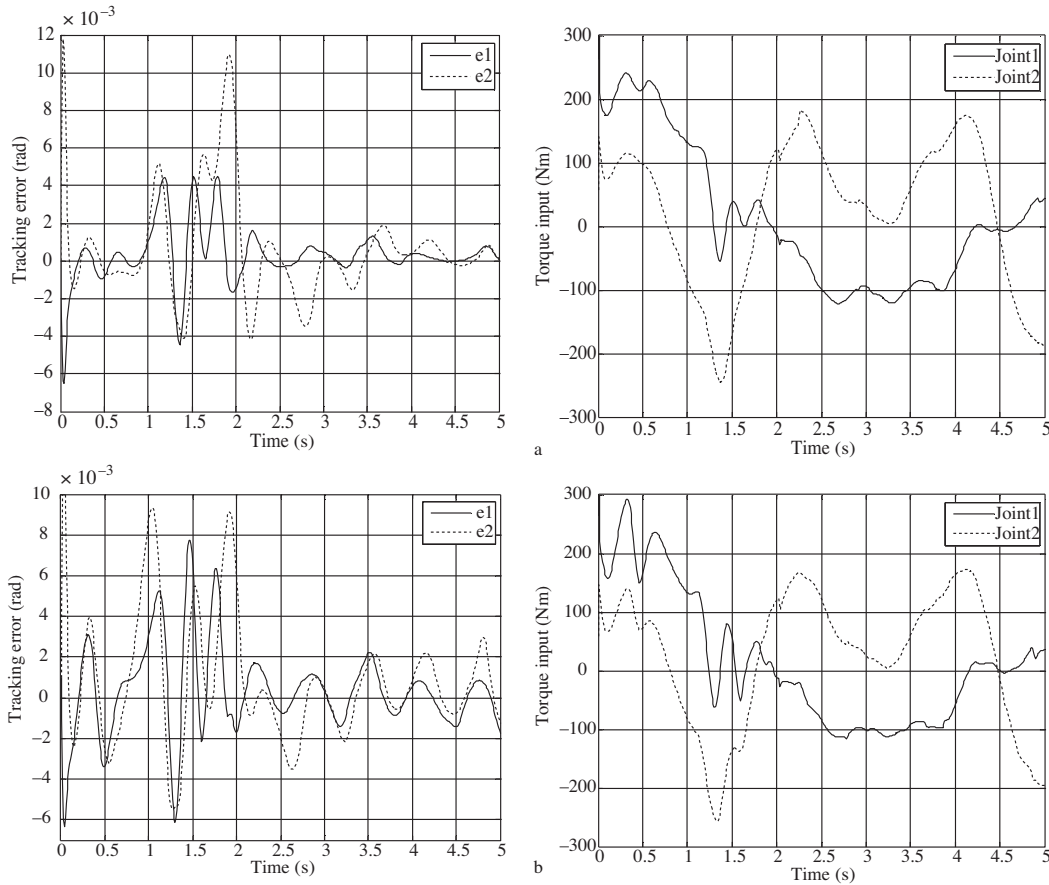 × 10⁻³
12
10
8
6
4
2
0
−2
−4
−6
−8
Tracking error (rad)
e1
e2
0 0.5 1 1.5 2 2.5 3 3.5 4 4.5 5
Time (s)
300
200
100
0
−100
−200
−300
Torque input (Nm)
Joint1
Joint2
0 0.5 1 1.5 2 2.5 3 3.5 4 4.5 5
Time (s)
a
× 10⁻³
10
8
6
4
2
0
−2
−4
−6
Tracking error (rad)
e1
e2
0 0.5 1 1.5 2 2.5 3 3.5 4 4.5 5
Time (s)
300
200
100
0
−100
−200
−300
Torque input (Nm)
Joint1
Joint2
0 0.5 1 1.5 2 2.5 3 3.5 4 4.5 5
Time (s)
b